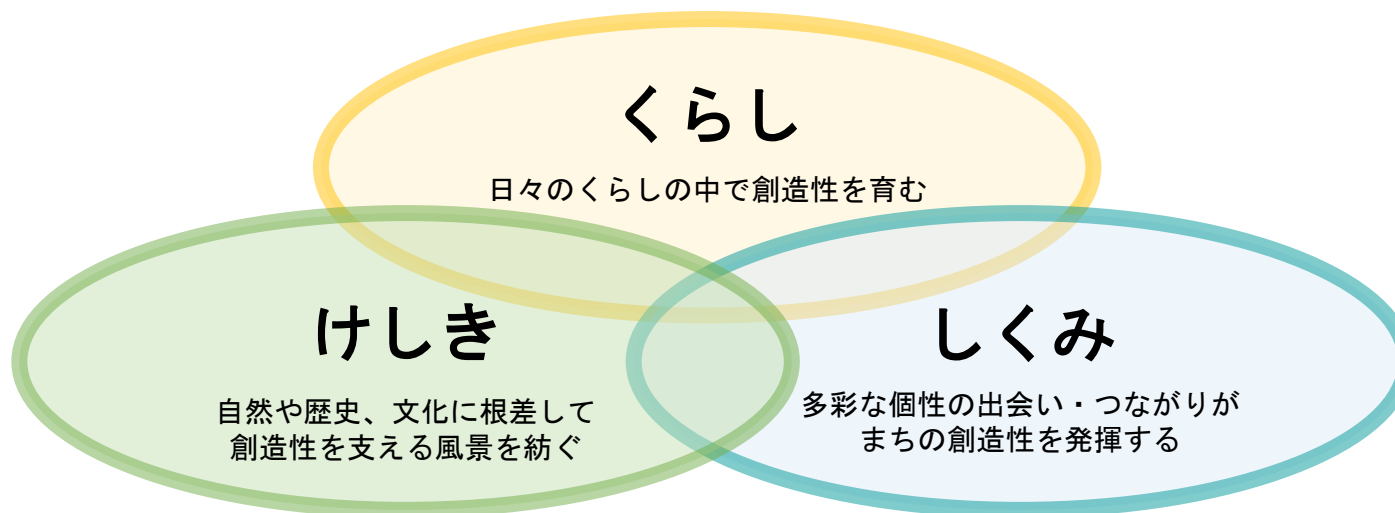 くらし
日々のくらしの中で創造性を育む
けしき
自然や歴史、文化に根差して
創造性を支える風景を紡ぐ
しくみ
多彩な個性の出会い・つながりが
まちの創造性を発揮する